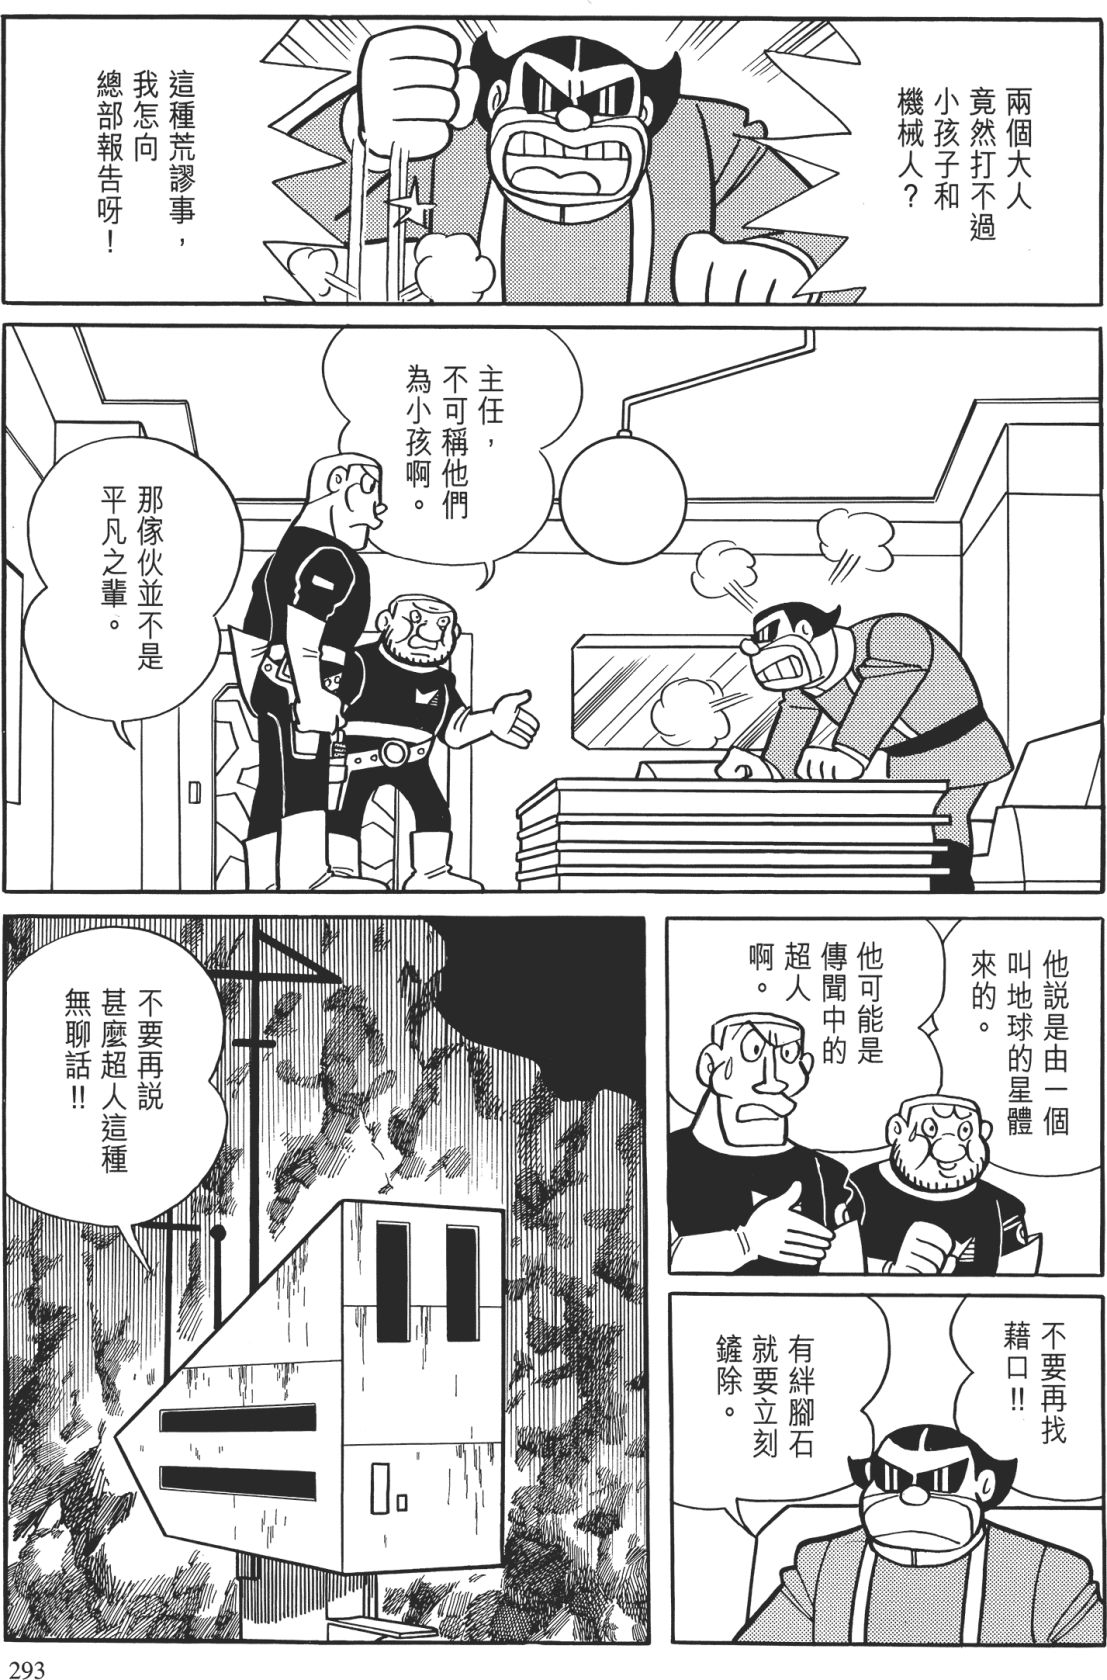 兩個大人
竟然打不過
小孩子和
機械人？
這種荒謬事，
我怎向
總部報告呀！
主任，
不可稱他們
為小孩啊。
那傢伙並不是
平凡之輩。
他説是由一個
叫地球的星體
來的。
他可能是
傳聞中的
超人
啊。
不要再説
甚麼超人這種
無聊話!!
不要再找
藉口!!
有絆腳石
就要立刻
鏟除。
293